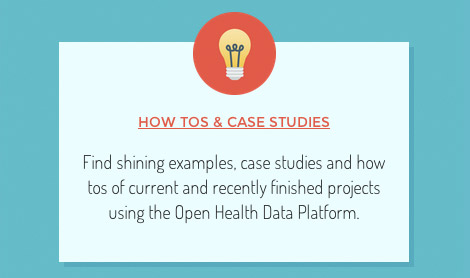 HOW TOS & CASE STUDIES
Find shining examples, case studies and how
tos of current and recently finished projects
using the Open Health Data Platform.